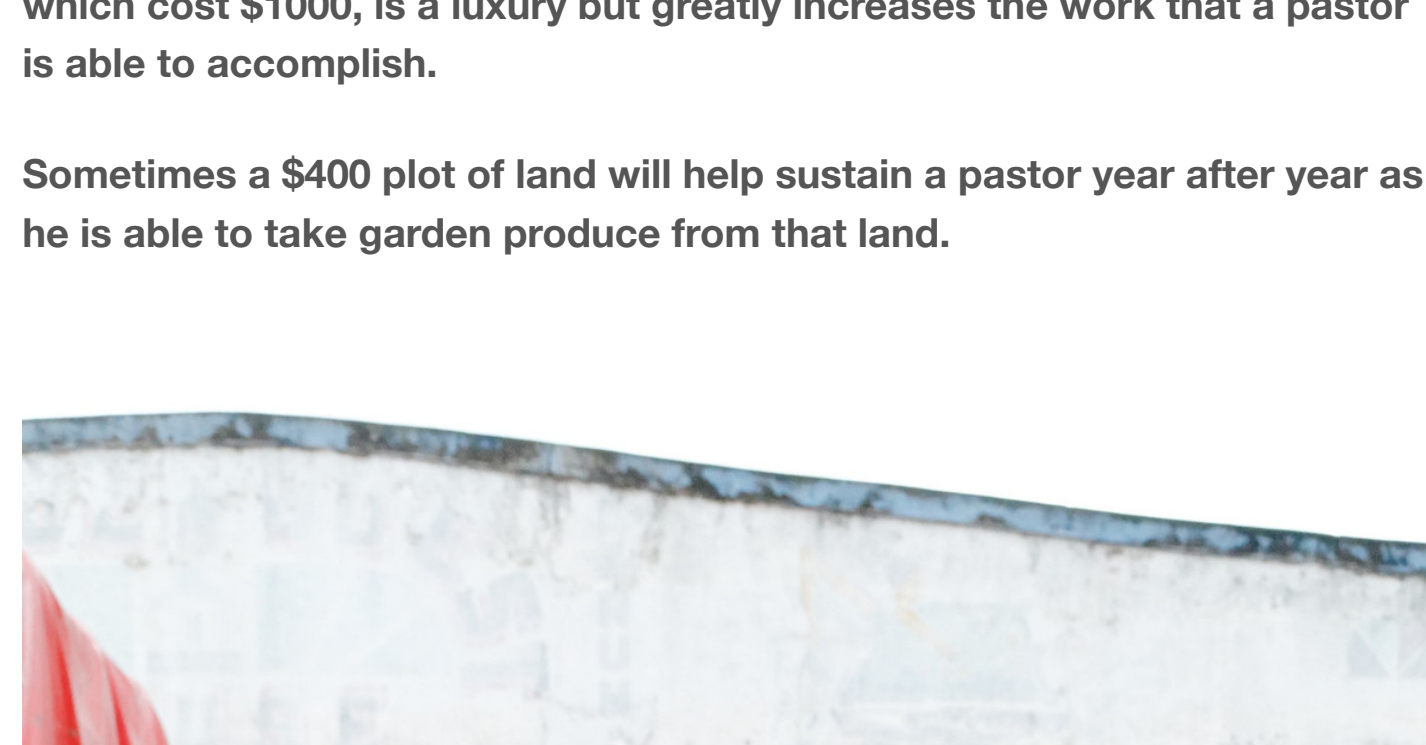 which cost $1000, is a luxury but greatly increases the work that a pastor
is able to accomplish.
Sometimes a $400 plot of land will help sustain a pastor year after year as
he is able to take garden produce from that land.